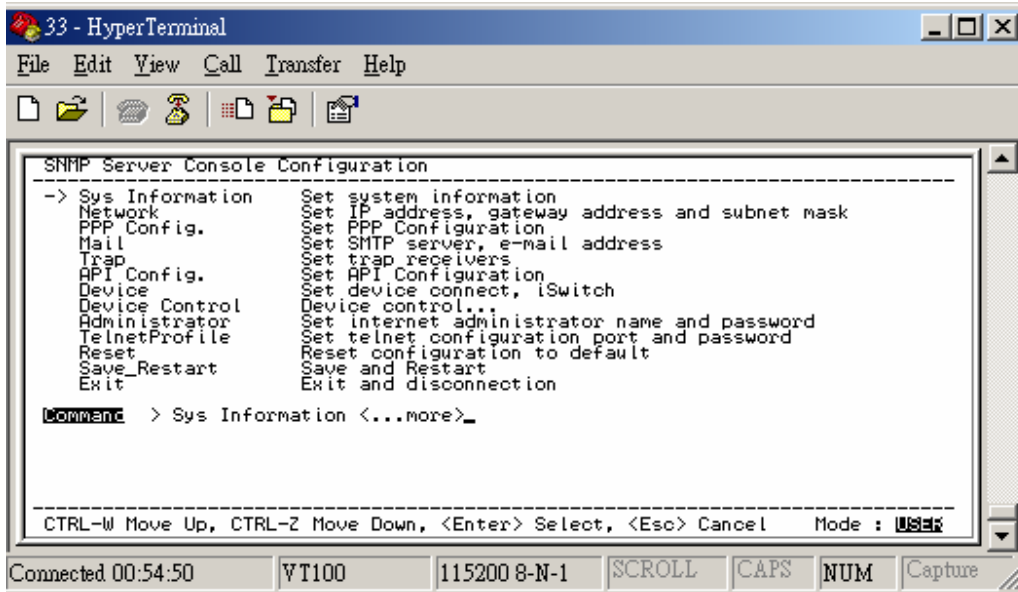 33 - HyperTerminal
File Edit View Call Transfer Help
SNMP Server Console Configuration
-> Sys Information Set system information
Network Set IP address, gateway address and subnet mask
PPP Config. Set PPP Configuration
Mail Set SMTP server, e-mail address
Trap Set trap receivers
API Config. Set API Configuration
Device Set device connect, iSwitch
Device Control Device control...
Administrator Set internet administrator name and password
TelnetProfile Set telnet configuration port and password
Reset Reset configuration to default
Save_Restart Save and Restart
Exit Exit and disconnection
Command > Sys Information <...more>_
CTRL-W Move Up, CTRL-Z Move Down, <Enter> Select, <Esc> Cancel Mode : USER
Connected 00:54:50 VT100 115200 8-N-1 SCROLL CAPS NUM Capture